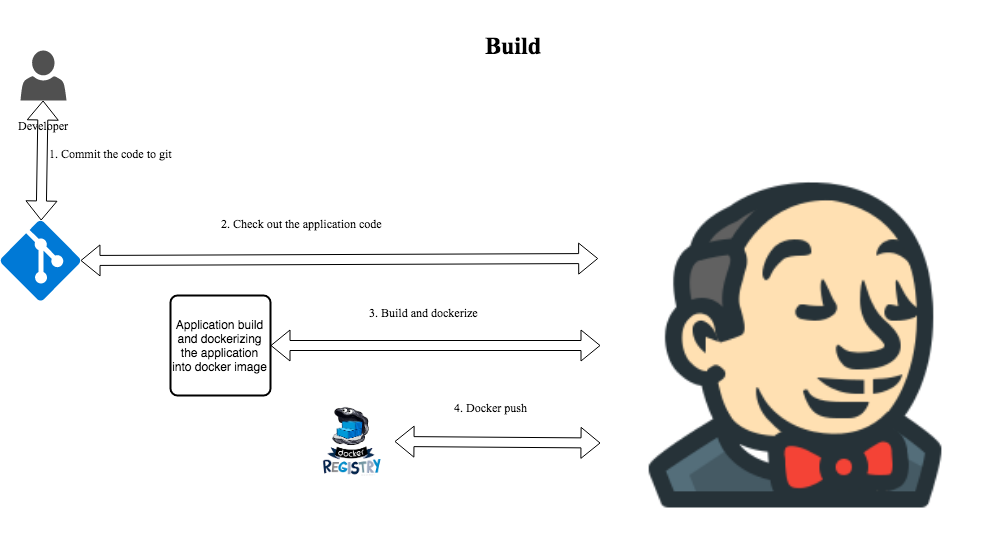 Build
Developer
1. Commit the code to git
2. Check out the application code
3. Build and dockerize
Application build
and dockerizing
the application
into docker image
4. Docker push
docker
REGISTRY